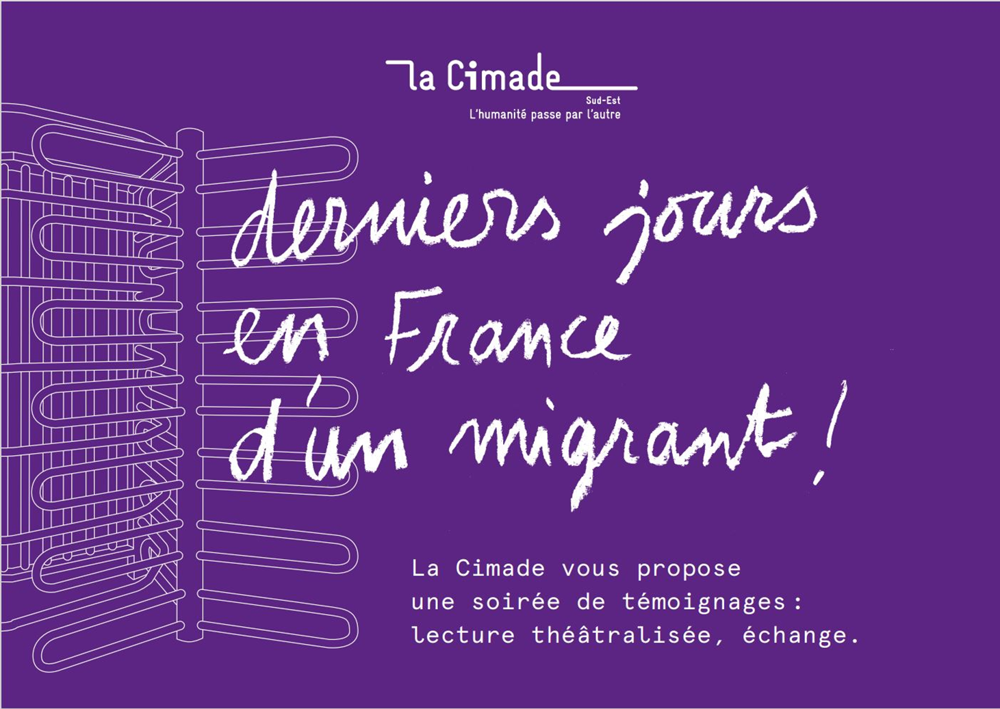 la Cimade
Sud-Est
L'humanité passe par l'autre
derniers jours
en France
d'un migrant !
La Cimade vous propose
une soirée de témoignages :
lecture théâtralisée, échange.